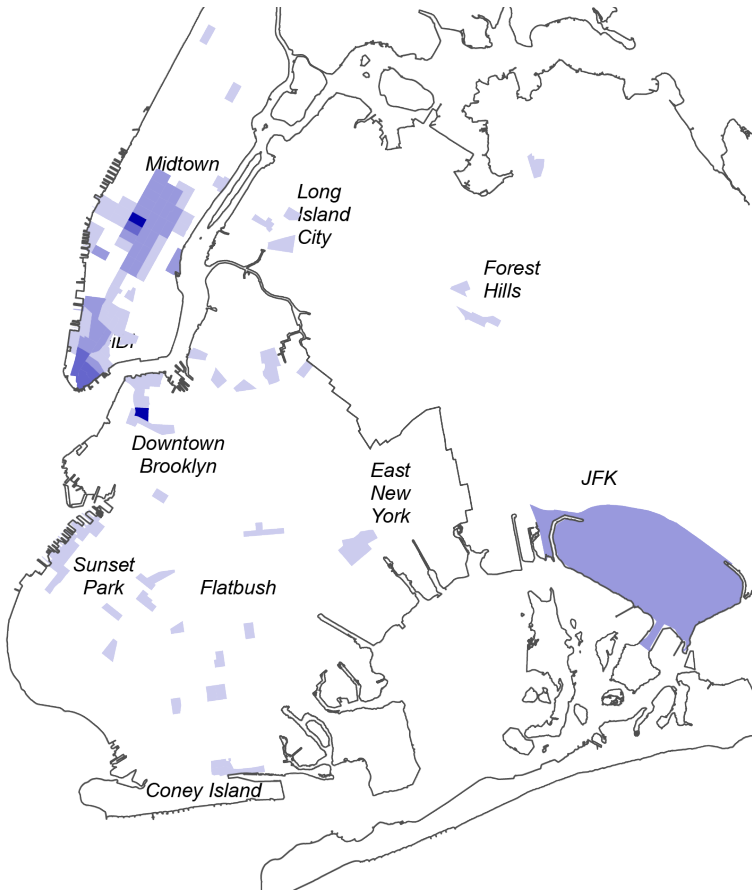 Midtown
Long
Island
City
Forest
Hills
Downtown
Brooklyn
East
New
York
JFK
Sunset
Park
Flatbush
Coney Island